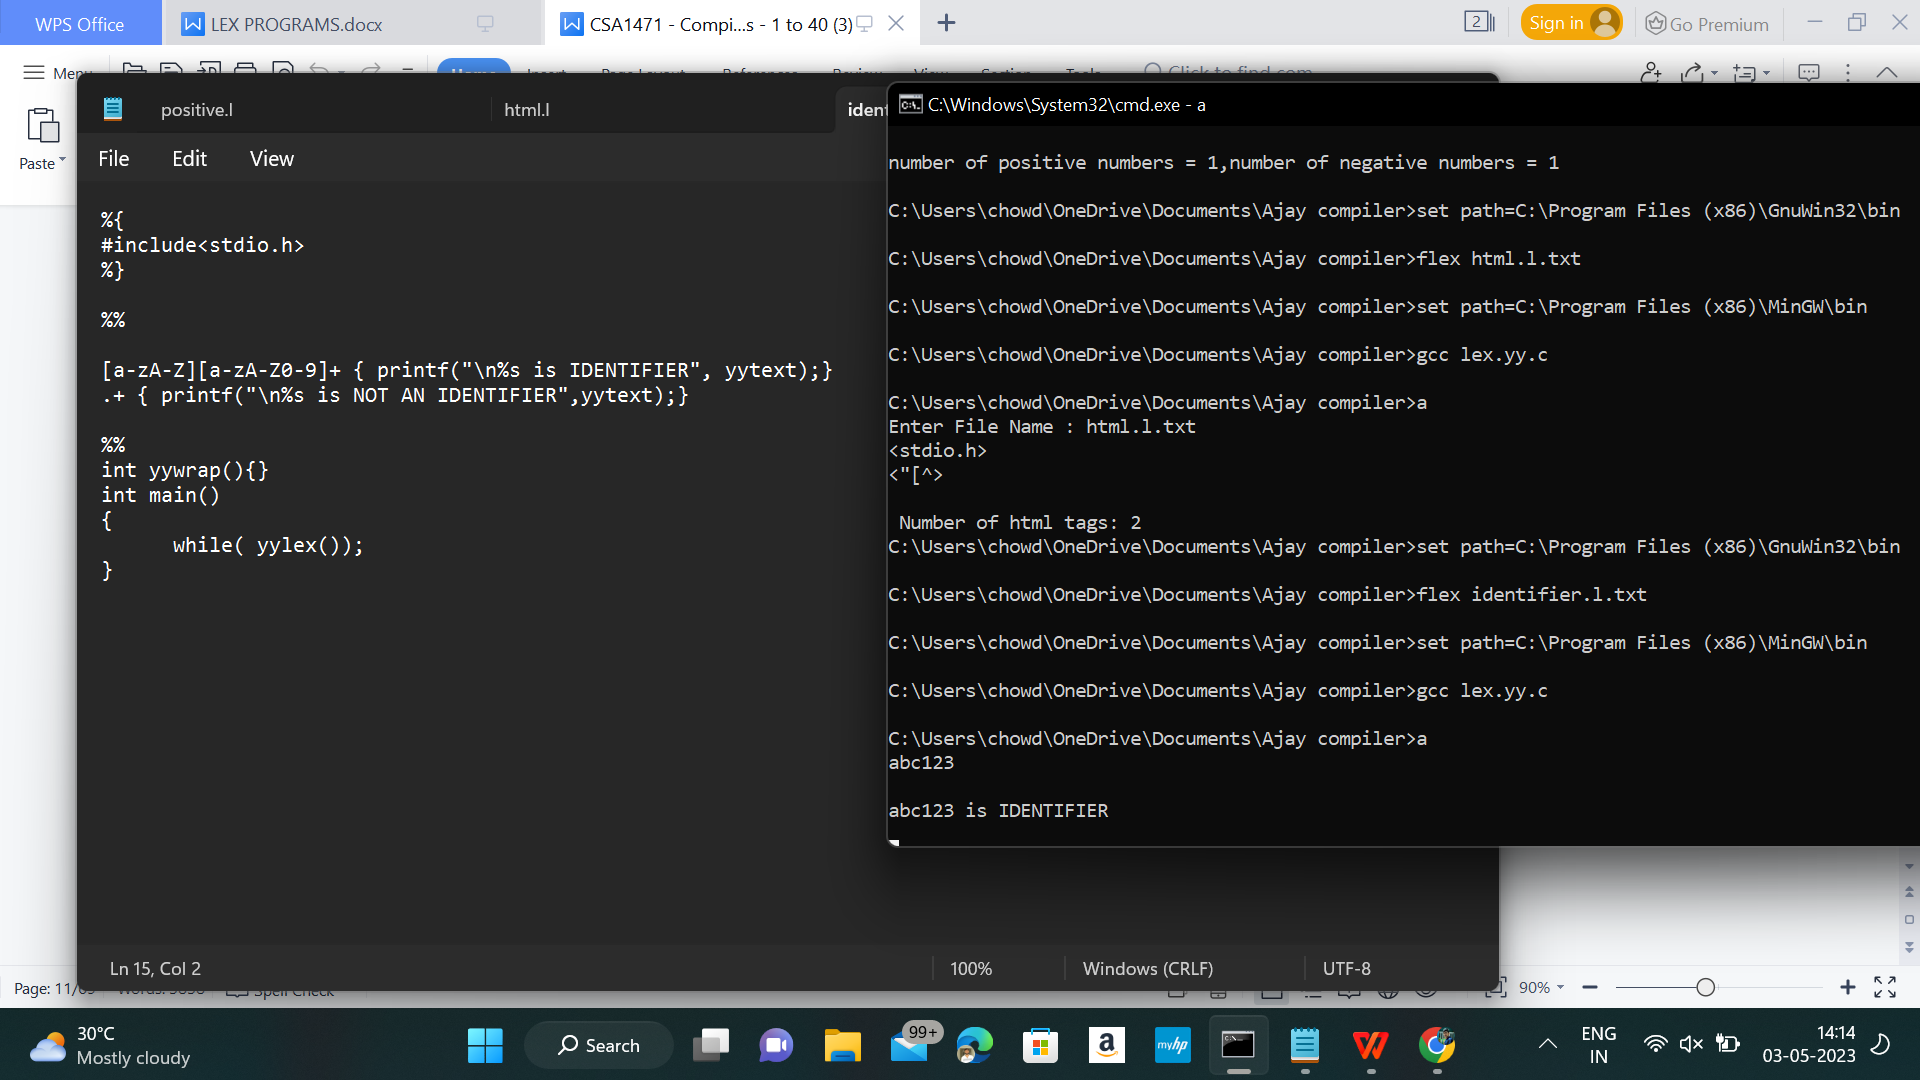 WPS Office
LEX PROGRAMS.docx
CSA1471 - Compi...s - 1 to 40 (3)
2
Sign in
Go Premium
Menu
Paste
positive.l
html.l
ident
File
Edit
View
%{
#include<stdio.h>
%}
%%
[a-zA-Z][a-zA-Z0-9]+ { printf("\n%s is IDENTIFIER", yytext);}
.+ { printf("\n%s is NOT AN IDENTIFIER",yytext);}
%%
int yywrap(){}
int main()
{
while( yylex());
}
Ln 15, Col 2
100%
Windows (CRLF)
UTF-8
C:\Windows\System32\cmd.exe - a
number of positive numbers = 1,number of negative numbers = 1
C:\Users\chowd\OneDrive\Documents\Ajay compiler>set path=C:\Program Files (x86)\GnuWin32\bin
C:\Users\chowd\OneDrive\Documents\Ajay compiler>flex html.l.txt
C:\Users\chowd\OneDrive\Documents\Ajay compiler>set path=C:\Program Files (x86)\MinGW\bin
C:\Users\chowd\OneDrive\Documents\Ajay compiler>gcc lex.yy.c
C:\Users\chowd\OneDrive\Documents\Ajay compiler>a
Enter File Name : html.l.txt
<stdio.h>
<"[^>
Number of html tags: 2
C:\Users\chowd\OneDrive\Documents\Ajay compiler>set path=C:\Program Files (x86)\GnuWin32\bin
C:\Users\chowd\OneDrive\Documents\Ajay compiler>flex identifier.l.txt
C:\Users\chowd\OneDrive\Documents\Ajay compiler>set path=C:\Program Files (x86)\MinGW\bin
C:\Users\chowd\OneDrive\Documents\Ajay compiler>gcc lex.yy.c
C:\Users\chowd\OneDrive\Documents\Ajay compiler>a
abc123
abc123 is IDENTIFIER
Page: 11/
Spell Check
90%
30°C
Mostly cloudy
Search
99+
a
myhp
ENG
IN
14:14
03-05-2023